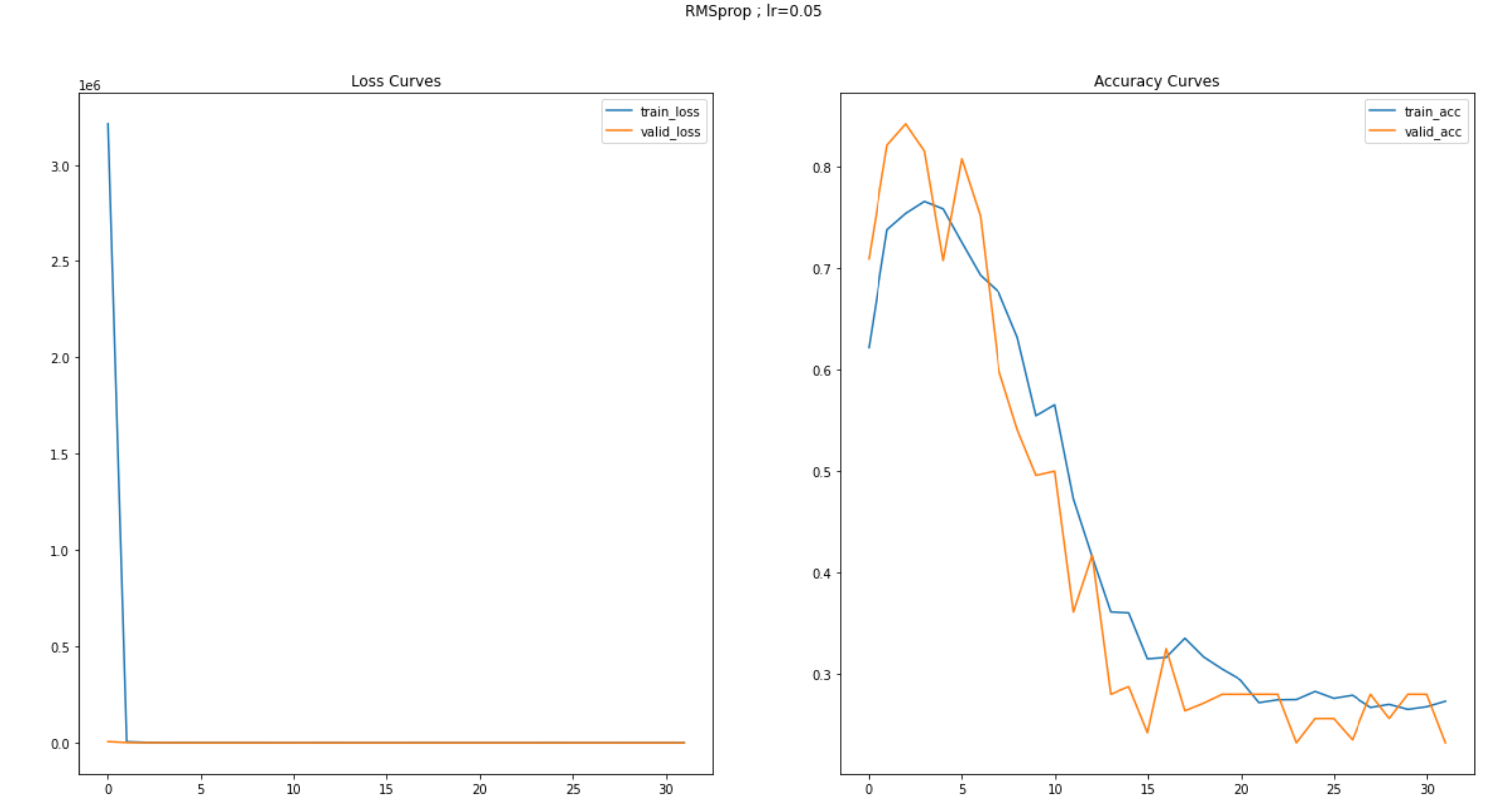 RMSprop ; lr=0.05
Loss Curves
1e6
train_loss
valid_loss
3.0
2.5
2.0
1.5
1.0
0.5
0.0
0 5 10 15 20 25 30
Accuracy Curves
train_acc
valid_acc
0.8
0.7
0.6
0.5
0.4
0.3
0 5 10 15 20 25 30